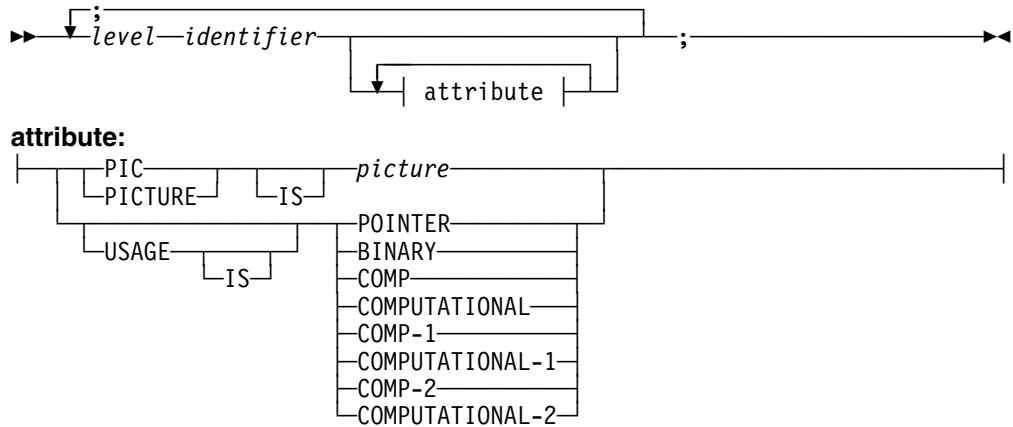 ;
level identifier ;
attribute
attribute:
PIC picture
PICTURE IS
POINTER
USAGE BINARY
IS COMP
COMPUTATIONAL
COMP-1
COMPUTATIONAL-1
COMP-2
COMPUTATIONAL-2